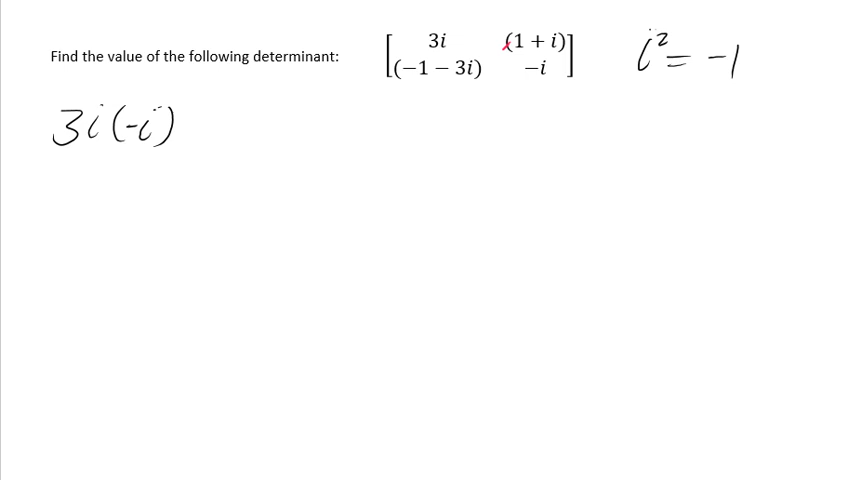 Find the value of the following determinant:
3i (1 + i)
(−1 − 3i) −i
i² = -1
3i(-i)